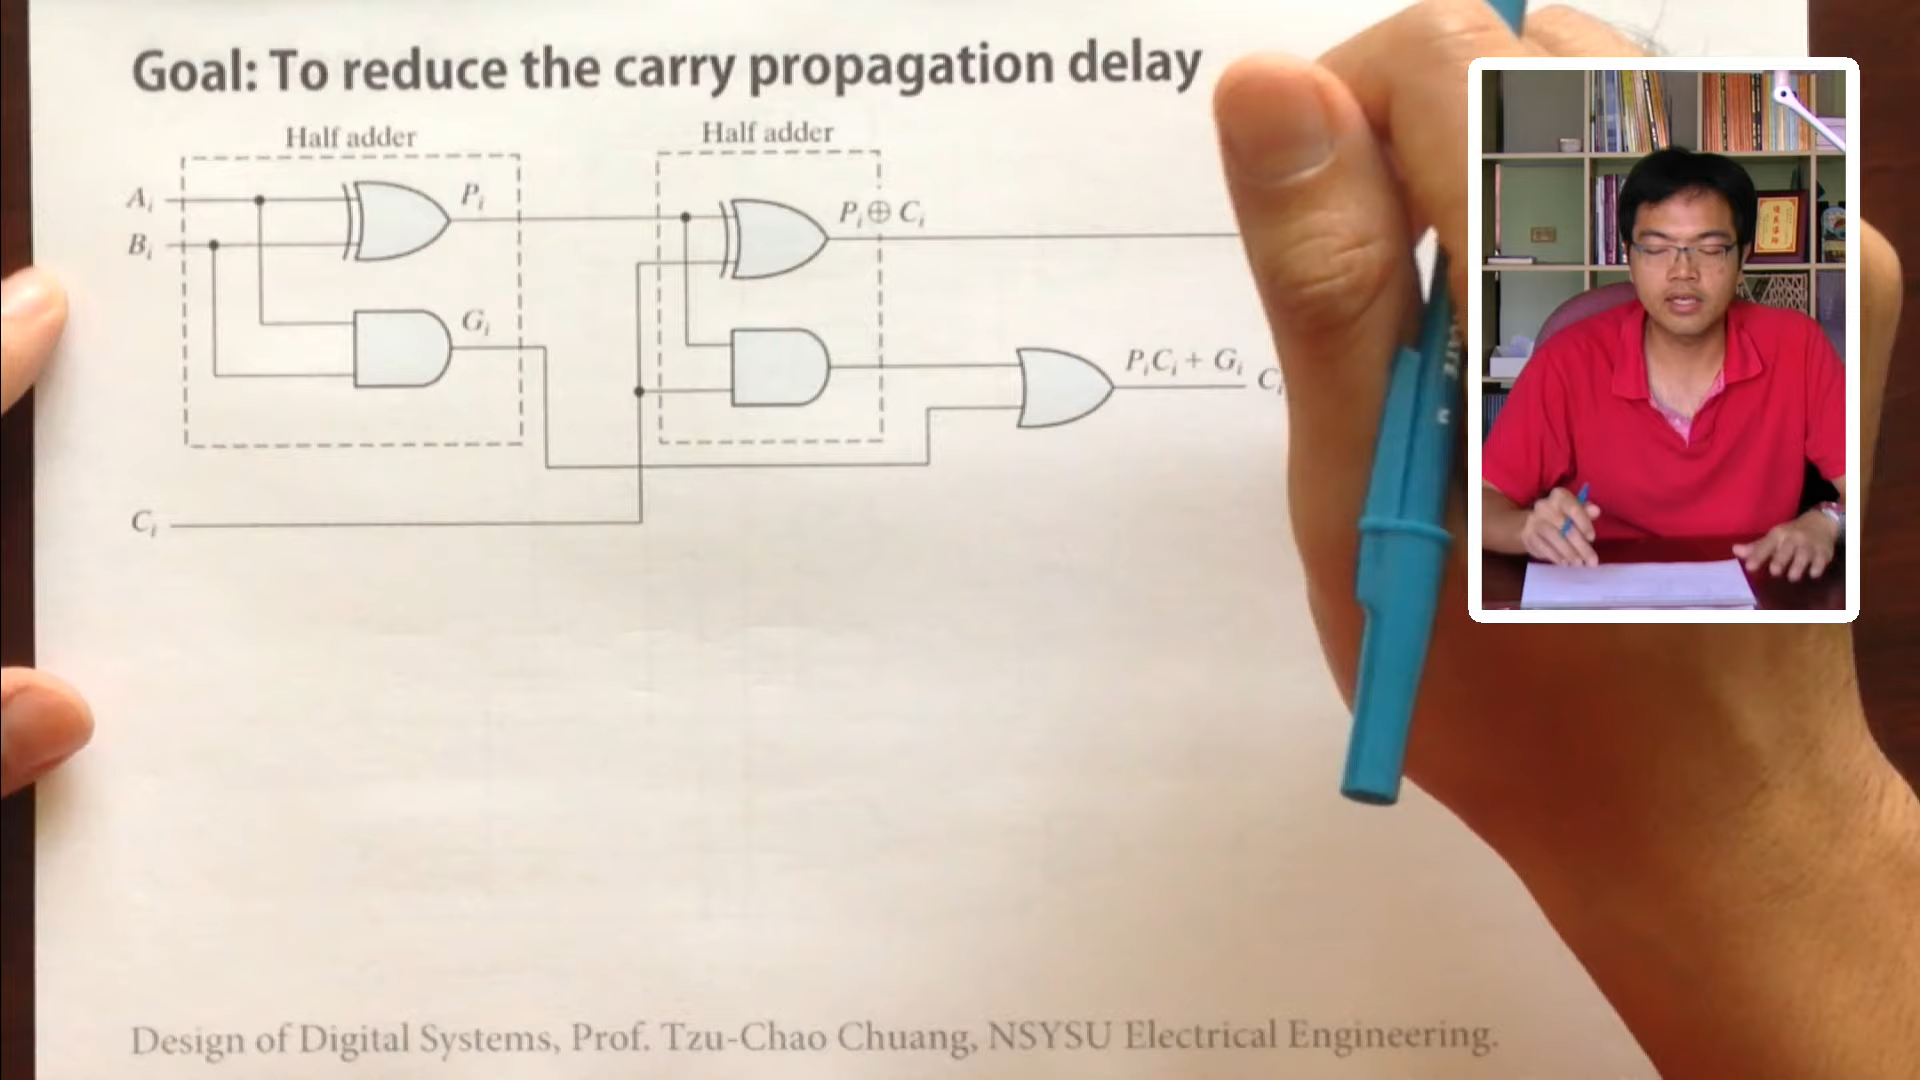 Goal: To reduce the carry propagation delay
Half adder
Half adder
Aᵢ
Pᵢ
Pᵢ⊕Cᵢ
Bᵢ
Gᵢ
PᵢCᵢ + Gᵢ
Cᵢ
Design of Digital Systems, Prof. Tzu-Chao Chuang, NSYSU Electrical Engineering.